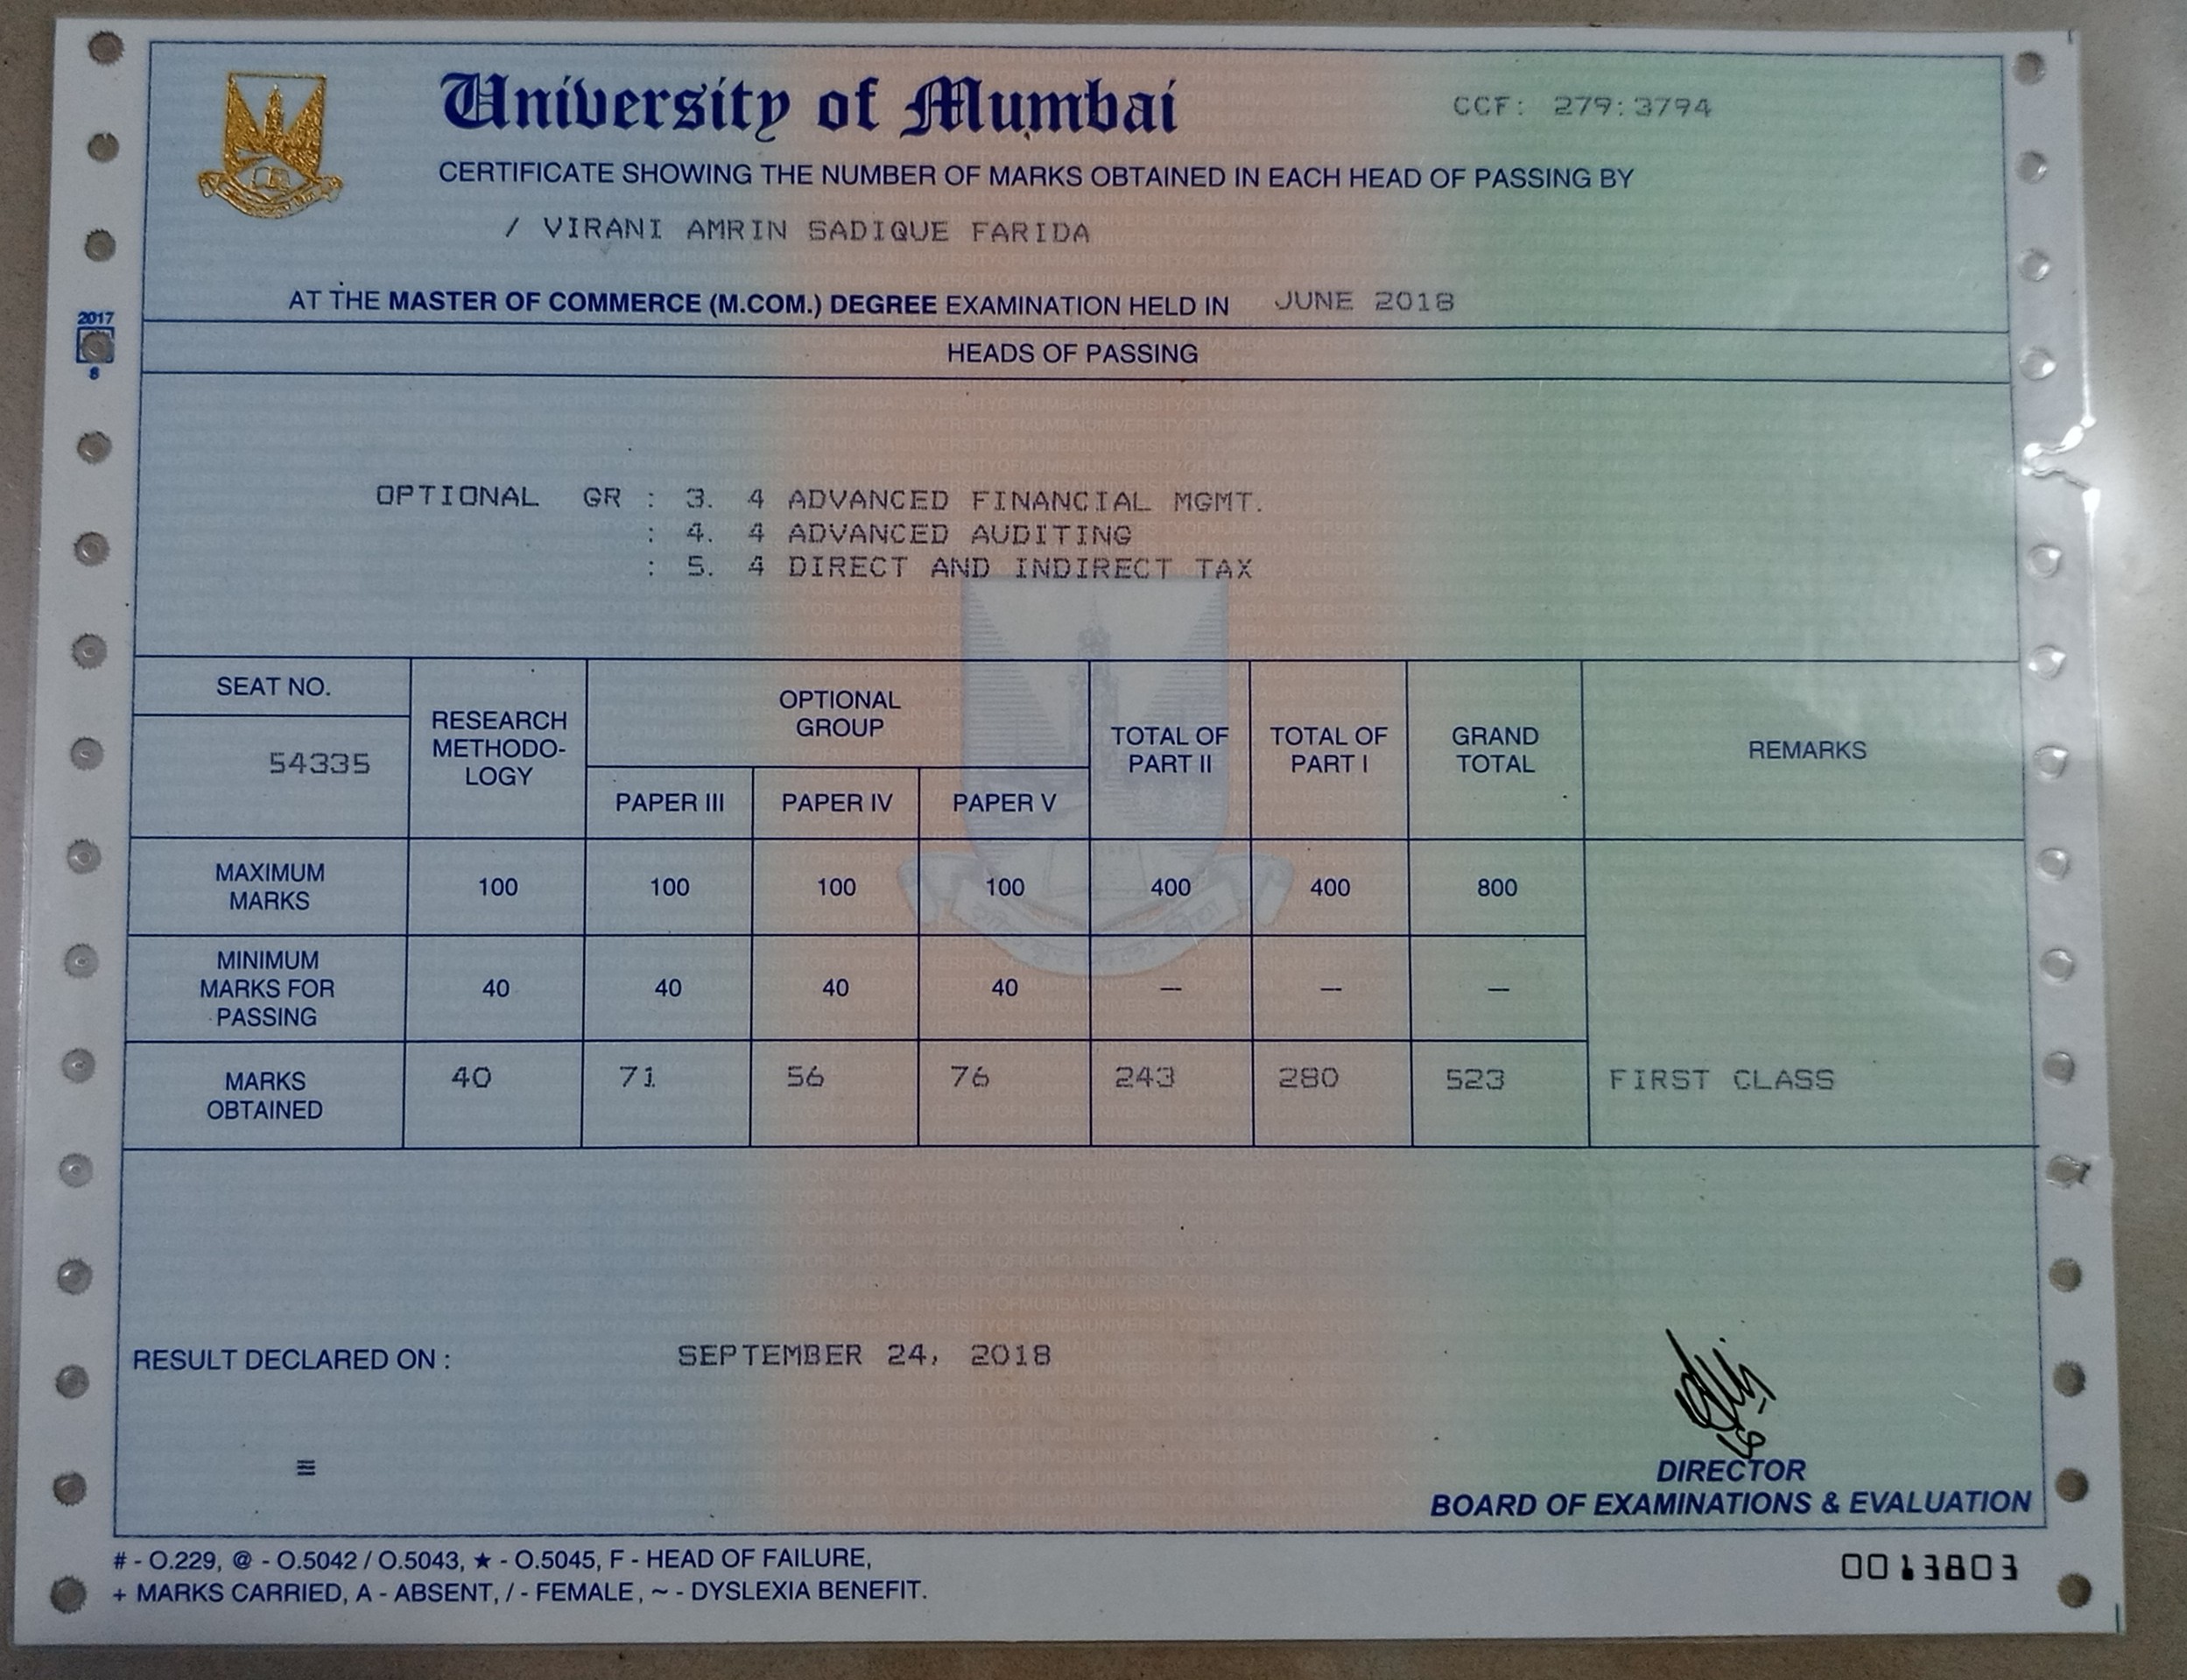 University of Mumbai
CCF: 279:3794
CERTIFICATE SHOWING THE NUMBER OF MARKS OBTAINED IN EACH HEAD OF PASSING BY
/ VIRANI AMRIN SADIQUE FARIDA
AT THE MASTER OF COMMERCE (M.COM.) DEGREE EXAMINATION HELD IN JUNE 2018
2017
8
HEADS OF PASSING
OPTIONAL GR : 3. 4 ADVANCED FINANCIAL MGMT.
: 4. 4 ADVANCED AUDITING
: 5. 4 DIRECT AND INDIRECT TAX
SEAT NO.
54335
RESEARCH
METHODO-
LOGY
OPTIONAL
GROUP
PAPER III PAPER IV PAPER V
TOTAL OF
PART II
TOTAL OF
PART I
GRAND
TOTAL
REMARKS
MAXIMUM
MARKS
100 100 100 100 400 400 800
MINIMUM
MARKS FOR
PASSING
40 40 40 40 — — —
MARKS
OBTAINED
40 71 56 76 243 280 523 FIRST CLASS
RESULT DECLARED ON : SEPTEMBER 24, 2018
DIRECTOR
BOARD OF EXAMINATIONS & EVALUATION
# - O.229, @ - O.5042 / O.5043, ★ - O.5045, F - HEAD OF FAILURE,
+ MARKS CARRIED, A - ABSENT, / - FEMALE, ~ - DYSLEXIA BENEFIT.
0013803